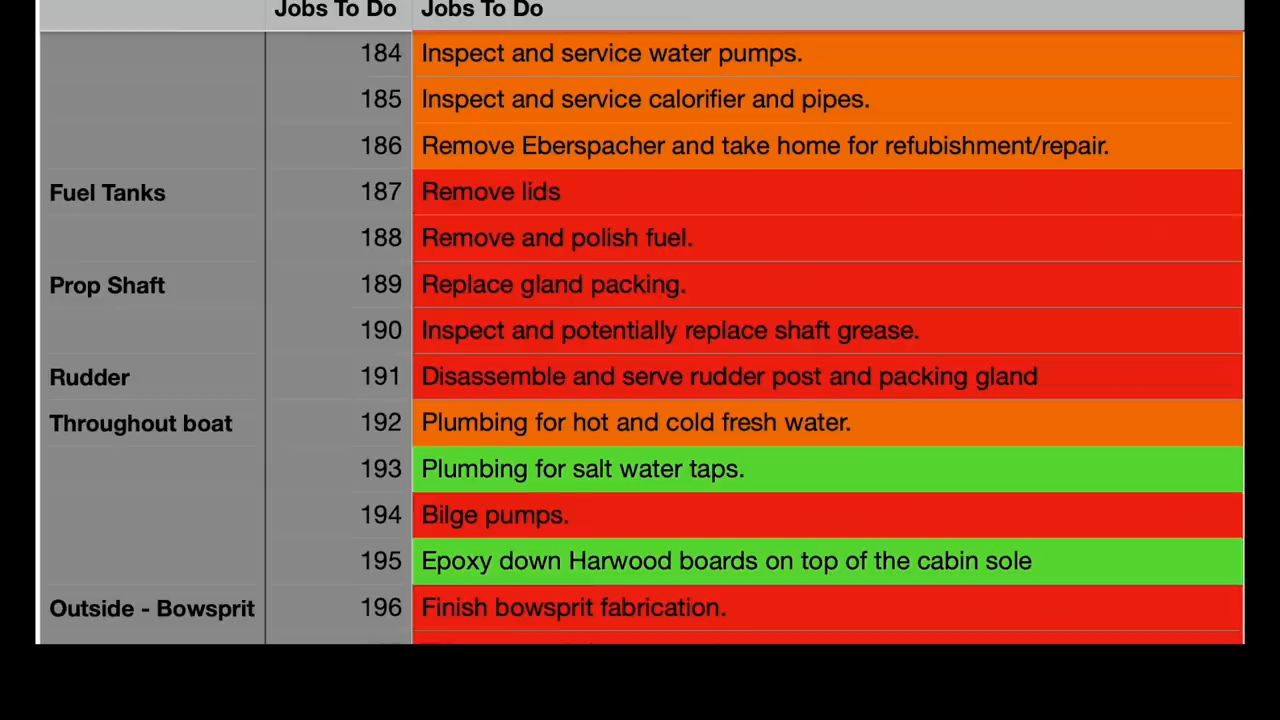 Jobs To Do Jobs To Do
184 Inspect and service water pumps.
185 Inspect and service calorifier and pipes.
186 Remove Eberspacher and take home for refubishment/repair.
Fuel Tanks 187 Remove lids
188 Remove and polish fuel.
Prop Shaft 189 Replace gland packing.
190 Inspect and potentially replace shaft grease.
Rudder 191 Disassemble and serve rudder post and packing gland
Throughout boat 192 Plumbing for hot and cold fresh water.
193 Plumbing for salt water taps.
194 Bilge pumps.
195 Epoxy down Harwood boards on top of the cabin sole
Outside - Bowsprit 196 Finish bowsprit fabrication.